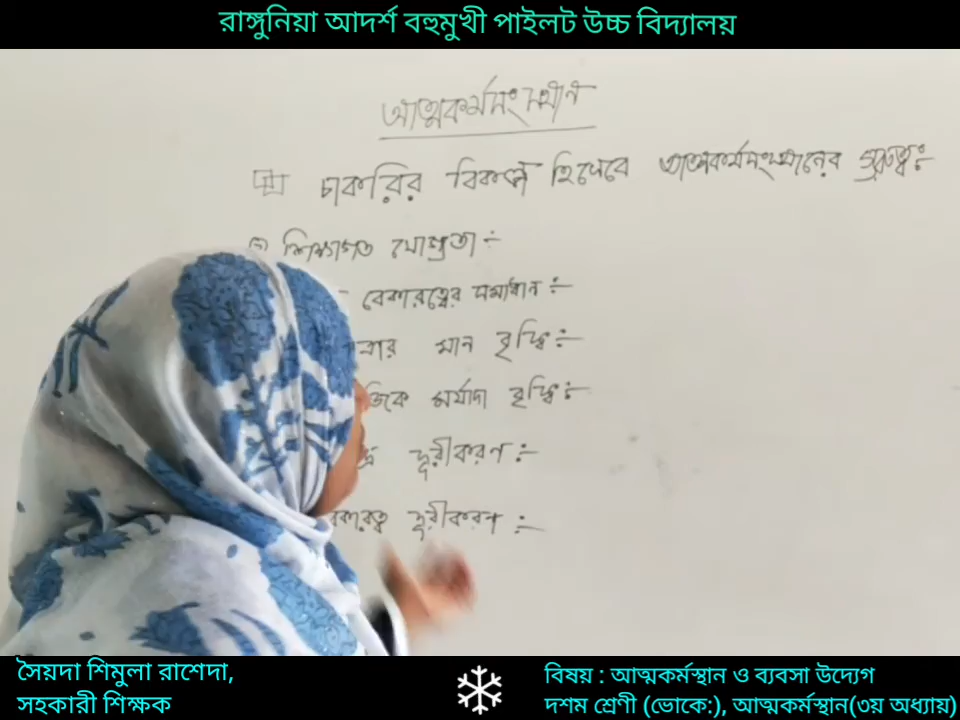 রাঙ্গুনিয়া আদর্শ বহুমুখী পাইলট উচ্চ বিদ্যালয়
আত্মকর্মসংস্থান
চাকরির বিকল্প হিসেবে আত্মকর্মসংস্থানের গুরুত্ব:
শিক্ষাগত যোগ্যতা :-
বেকারত্বের সমাধান :-
মান বৃদ্ধি :-
মর্যাদা বৃদ্ধি :-
দূরীকরণ :-
দূরীকরণ :-
সৈয়দা শিমুলা রাশেদা,
সহকারী শিক্ষক
বিষয় : আত্মকর্মস্থান ও ব্যবসা উদ্যেগ
দশম শ্রেণী (ভোকে:), আত্মকর্মস্থান(৩য় অধ্যায়)